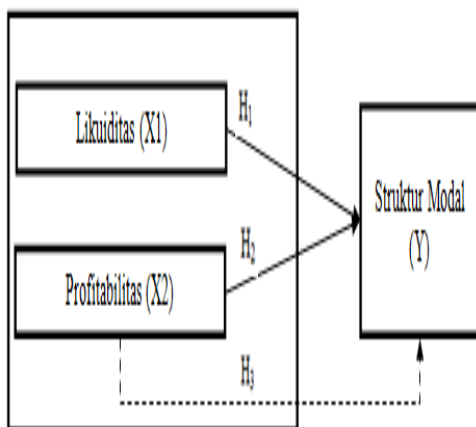 Likuiditas (X1)
H1
Struktur Modal
(Y)
H2
Profitabilitas (X2)
H3